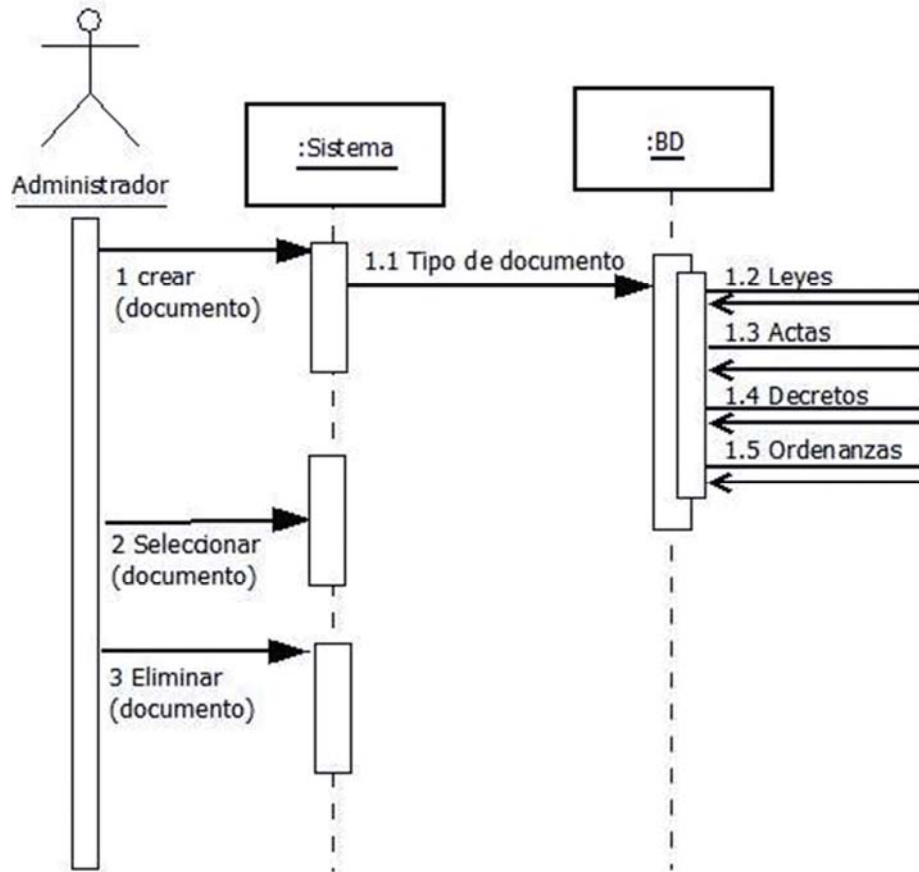 Administrador
:Sistema
:BD
1 crear
(documento)
1.1 Tipo de documento
1.2 Leyes
1.3 Actas
1.4 Decretos
1.5 Ordenanzas
2 Seleccionar
(documento)
3 Eliminar
(documento)